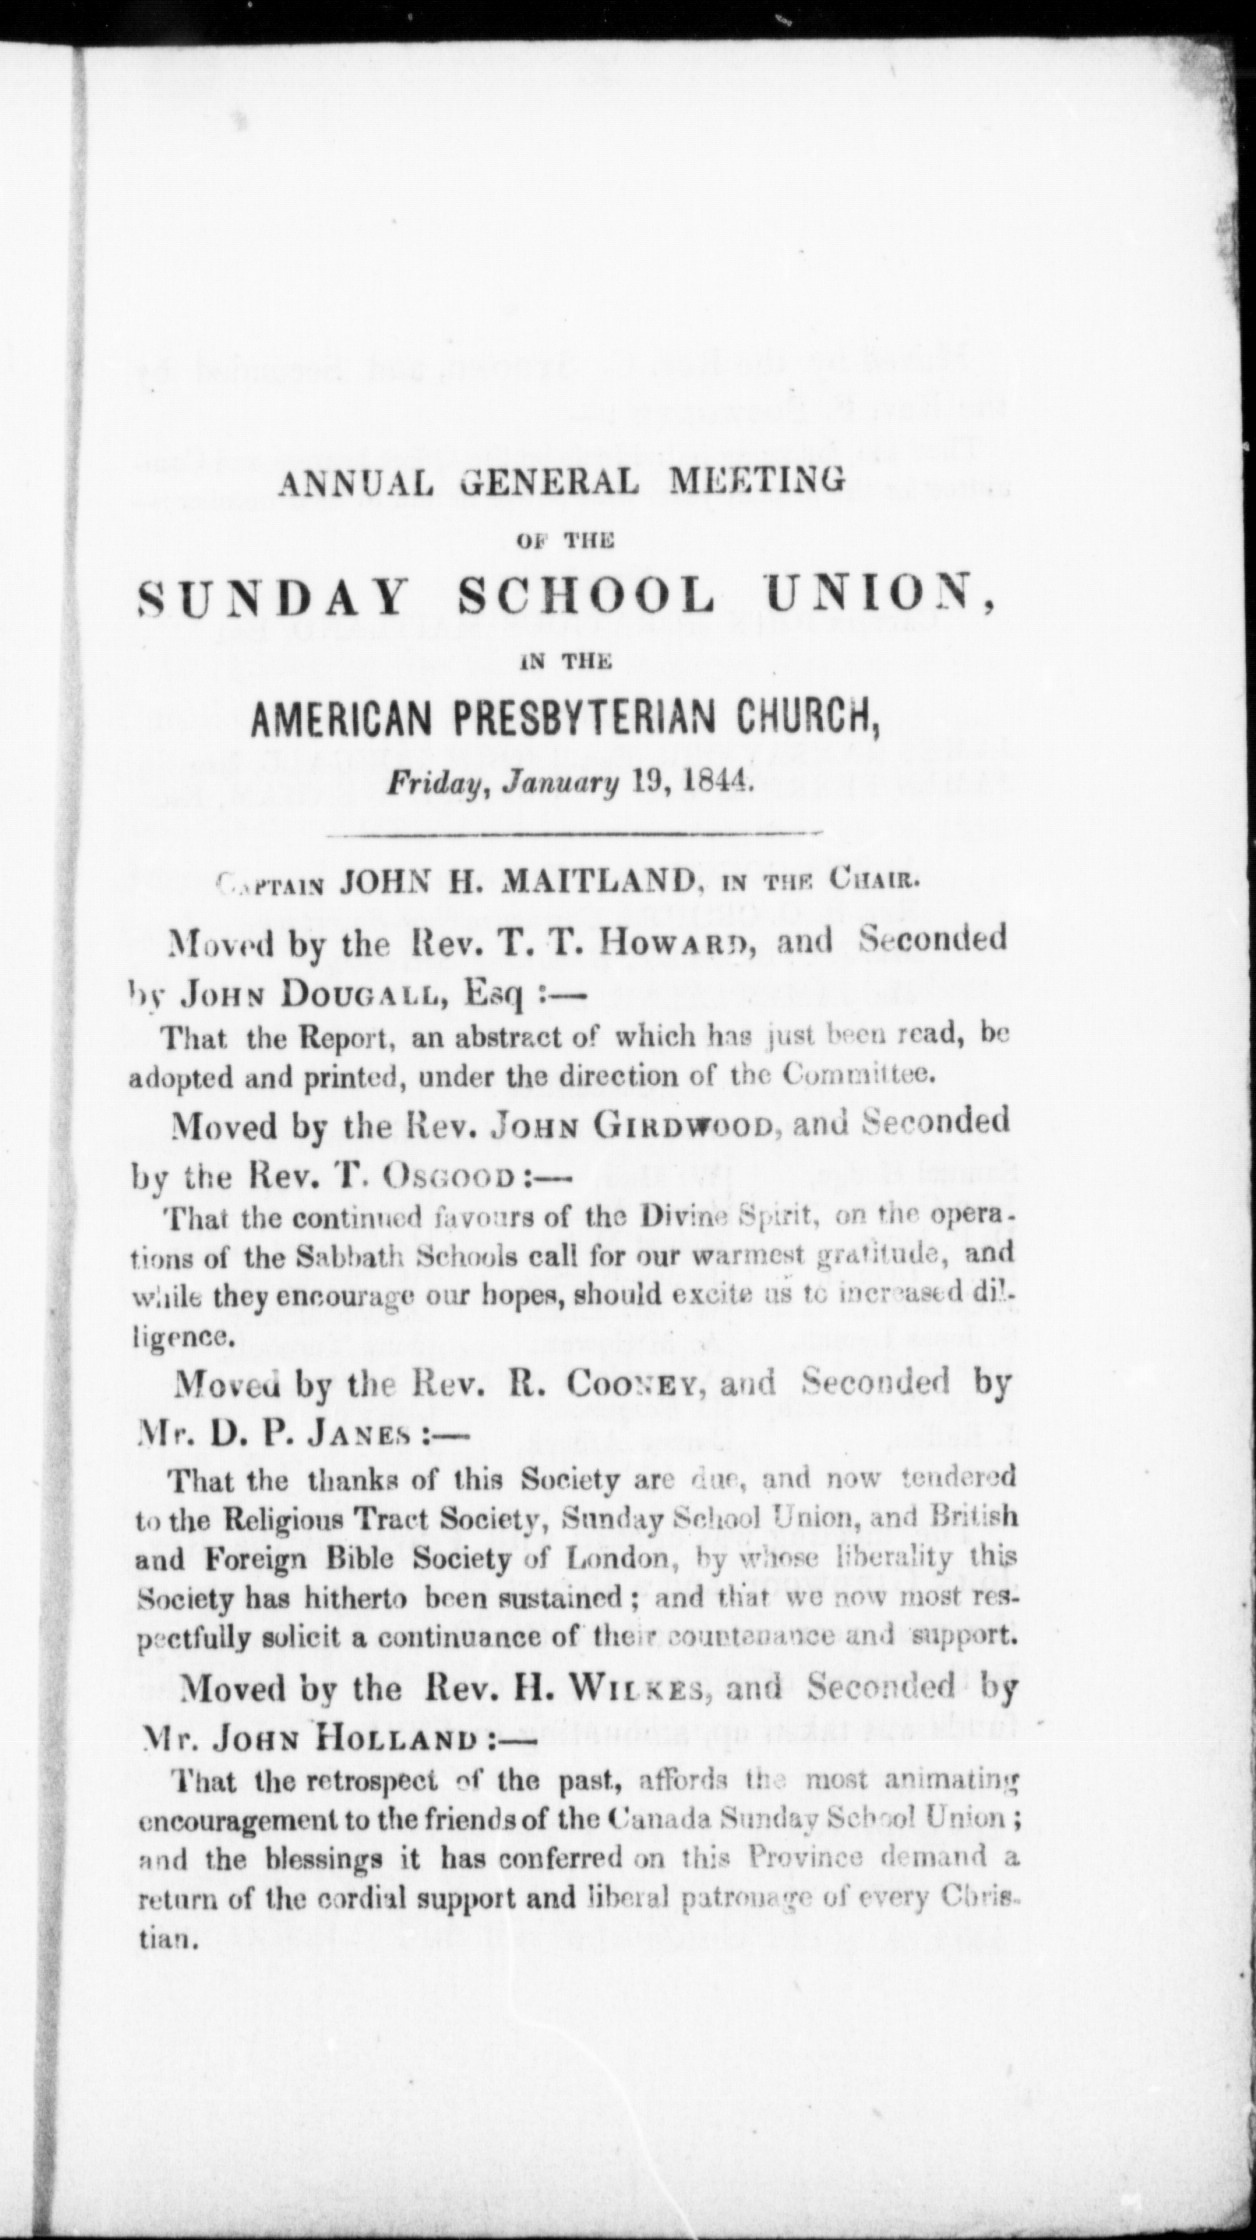 ANNUAL GENERAL MEETING
OF THE
SUNDAY SCHOOL UNION,
IN THE
AMERICAN PRESBYTERIAN CHURCH,
Friday, January 19, 1844.
CAPTAIN JOHN H. MAITLAND, IN THE CHAIR.
Moved by the Rev. T. T. HOWARD, and Seconded
by JOHN DOUGALL, Esq :—
That the Report, an abstract of which has just been read, be
adopted and printed, under the direction of the Committee.
Moved by the Rev. JOHN GIRDWOOD, and Seconded
by the Rev. T. OSGOOD :—
That the continued favours of the Divine Spirit, on the opera-
tions of the Sabbath Schools call for our warmest gratitude, and
while they encourage our hopes, should excite us to increased dil-
ligence.
Moved by the Rev. R. COONEY, and Seconded by
Mr. D. P. JANES :—
That the thanks of this Society are due, and now tendered
to the Religious Tract Society, Sunday School Union, and British
and Foreign Bible Society of London, by whose liberality this
Society has hitherto been sustained ; and that we now most res-
pectfully solicit a continuance of their countenance and support.
Moved by the Rev. H. WILKES, and Seconded by
Mr. JOHN HOLLAND :—
That the retrospect of the past, affords the most animating
encouragement to the friends of the Canada Sunday School Union ;
and the blessings it has conferred on this Province demand a
return of the cordial support and liberal patronage of every Chris-
tian.